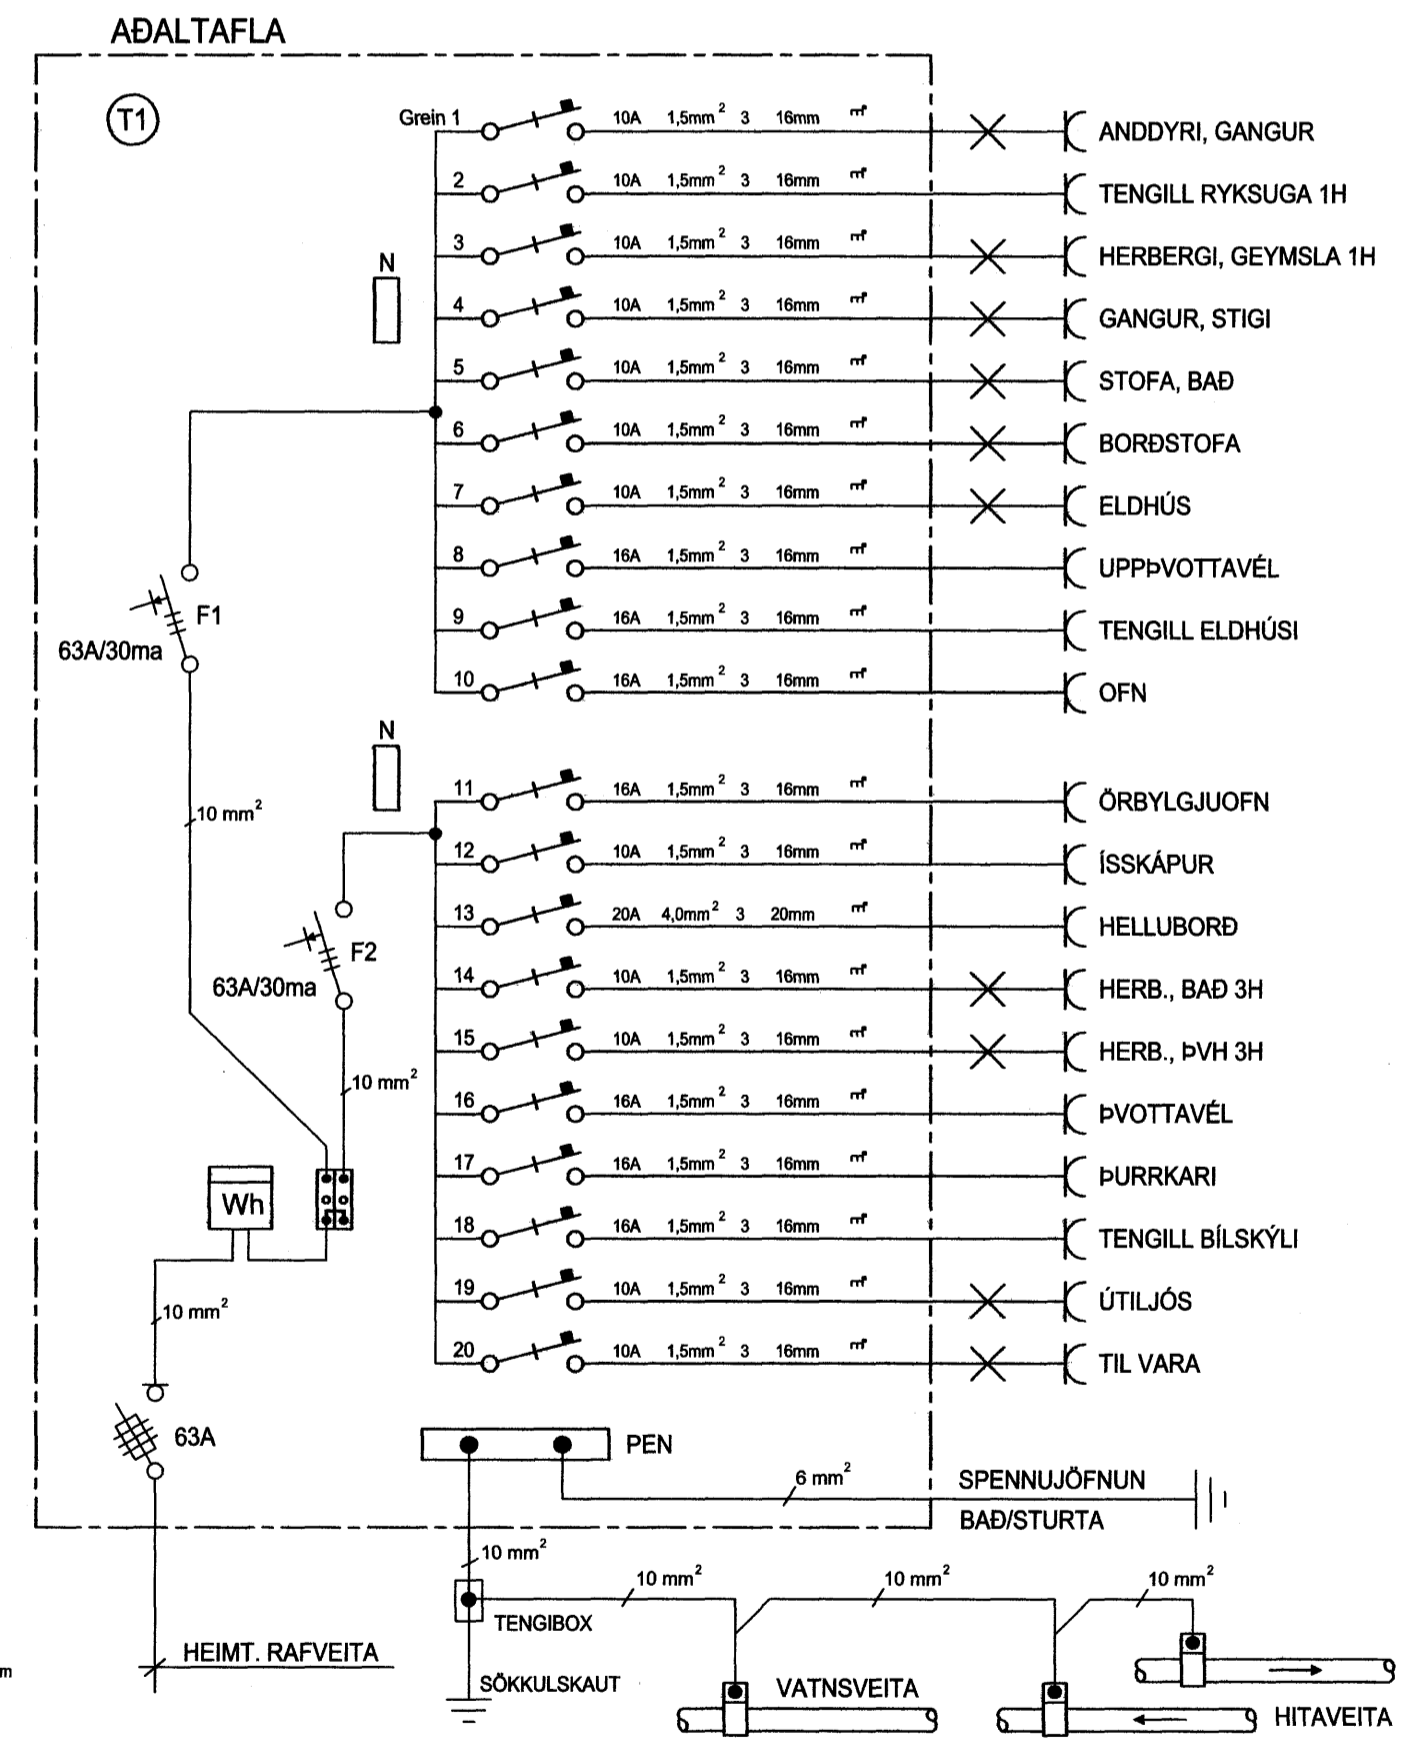 AÐALTAFLA
T1
Grein 1 10A 1,5mm² 3 16mm ANDDYRI, GANGUR
2 10A 1,5mm² 3 16mm TENGILL RYKSUGA 1H
3 10A 1,5mm² 3 16mm HERBERGI, GEYMSLA 1H
N
4 10A 1,5mm² 3 16mm GANGUR, STIGI
5 10A 1,5mm² 3 16mm STOFA, BAÐ
6 10A 1,5mm² 3 16mm BORÐSTOFA
7 10A 1,5mm² 3 16mm ELDHÚS
8 16A 1,5mm² 3 16mm UPPÞVOTTAVÉL
F1
9 16A 1,5mm² 3 16mm TENGILL ELDHÚSI
63A/30ma
10 16A 1,5mm² 3 16mm OFN
N
11 16A 1,5mm² 3 16mm ÖRBYLGJUOFN
10 mm²
12 10A 1,5mm² 3 16mm ÍSSKÁPUR
13 20A 4,0mm² 3 20mm HELLUBORÐ
F2
63A/30ma
14 10A 1,5mm² 3 16mm HERB., BAÐ 3H
15 10A 1,5mm² 3 16mm HERB., ÞVH 3H
10 mm²
16 16A 1,5mm² 3 16mm ÞVOTTAVÉL
17 16A 1,5mm² 3 16mm ÞURRKARI
Wh
18 16A 1,5mm² 3 16mm TENGILL BÍLSKÝLI
19 10A 1,5mm² 3 16mm ÚTILJÓS
10 mm²
20 10A 1,5mm² 3 16mm TIL VARA
63A
PEN
6 mm²
SPENNUJÖFNUN
BAÐ/STURTA
10 mm²
10 mm²
10 mm²
10 mm²
TENGIBOX
HEIMT. RAFVEITA
m
SÖKKULSKAUT
VATNSVEITA
HITAVEITA